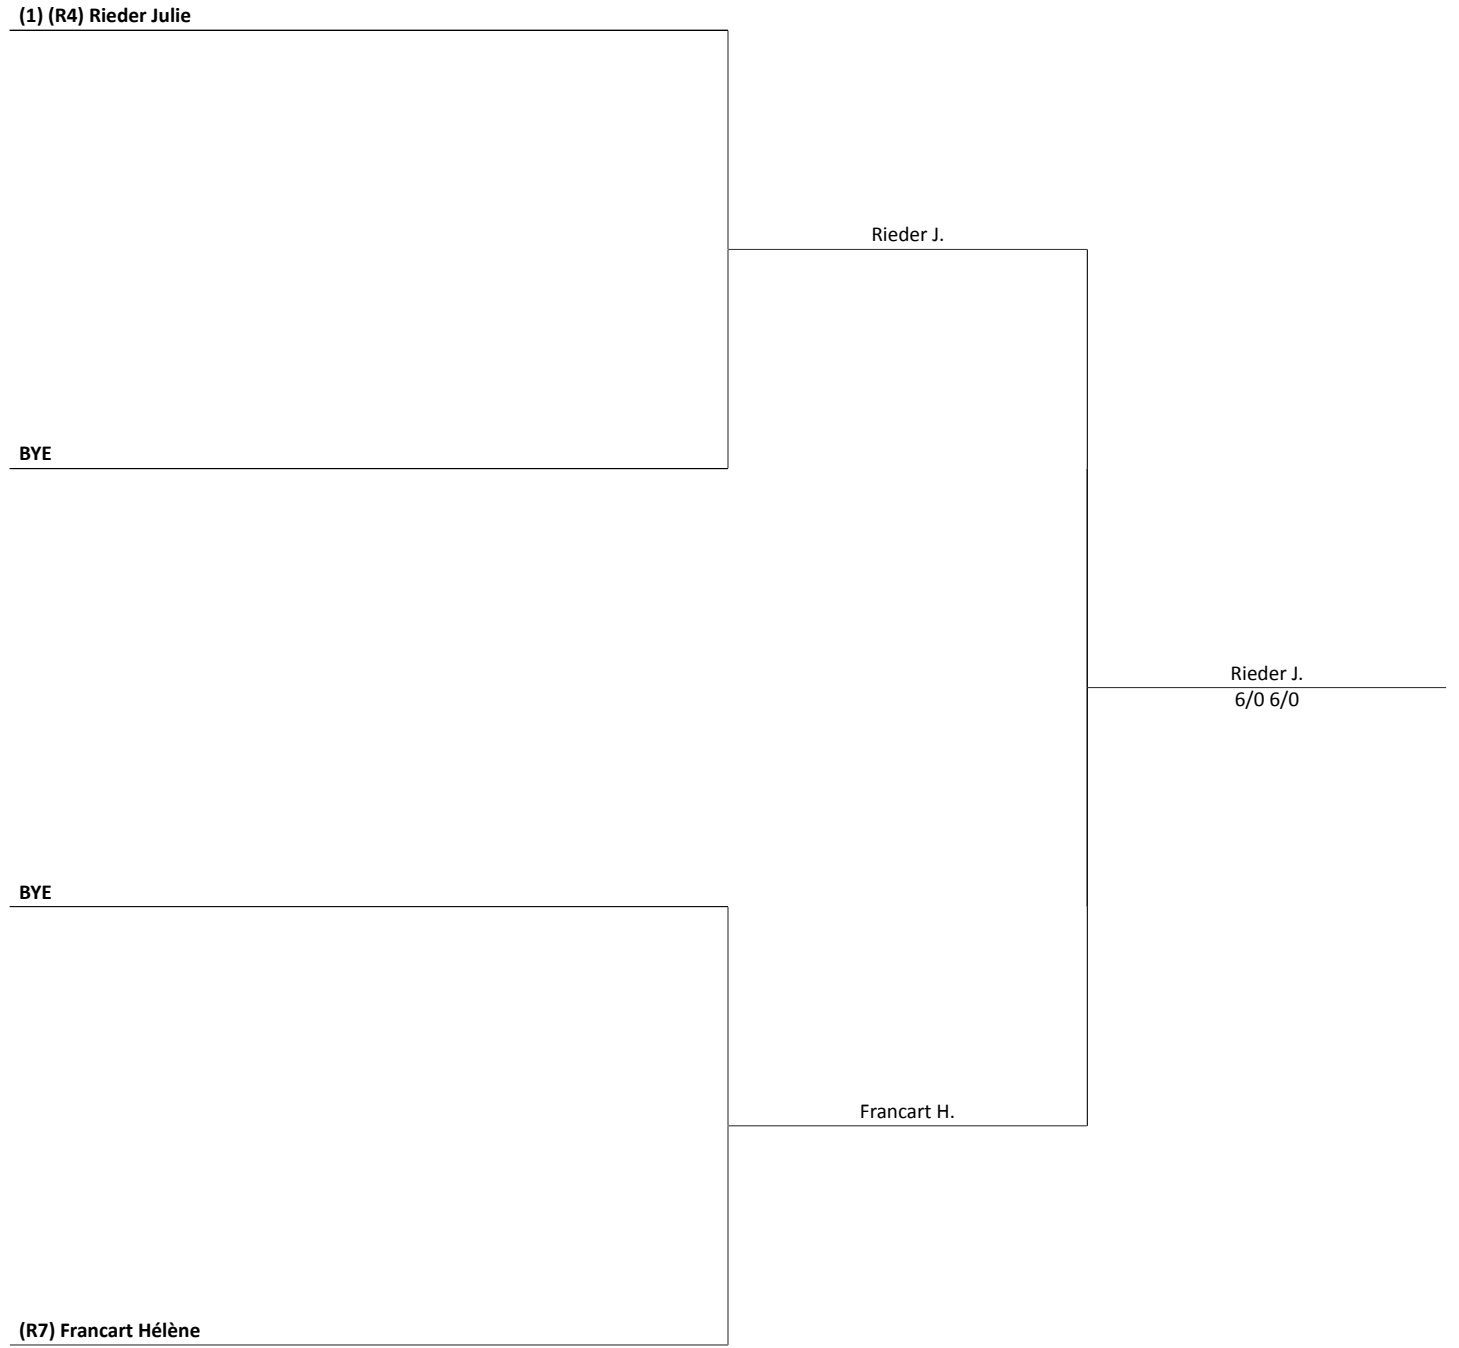 (1) (R4) Rieder Julie
Rieder J.
BYE
Rieder J.
6/0 6/0
BYE
Francart H.
(R7) Francart Hélène